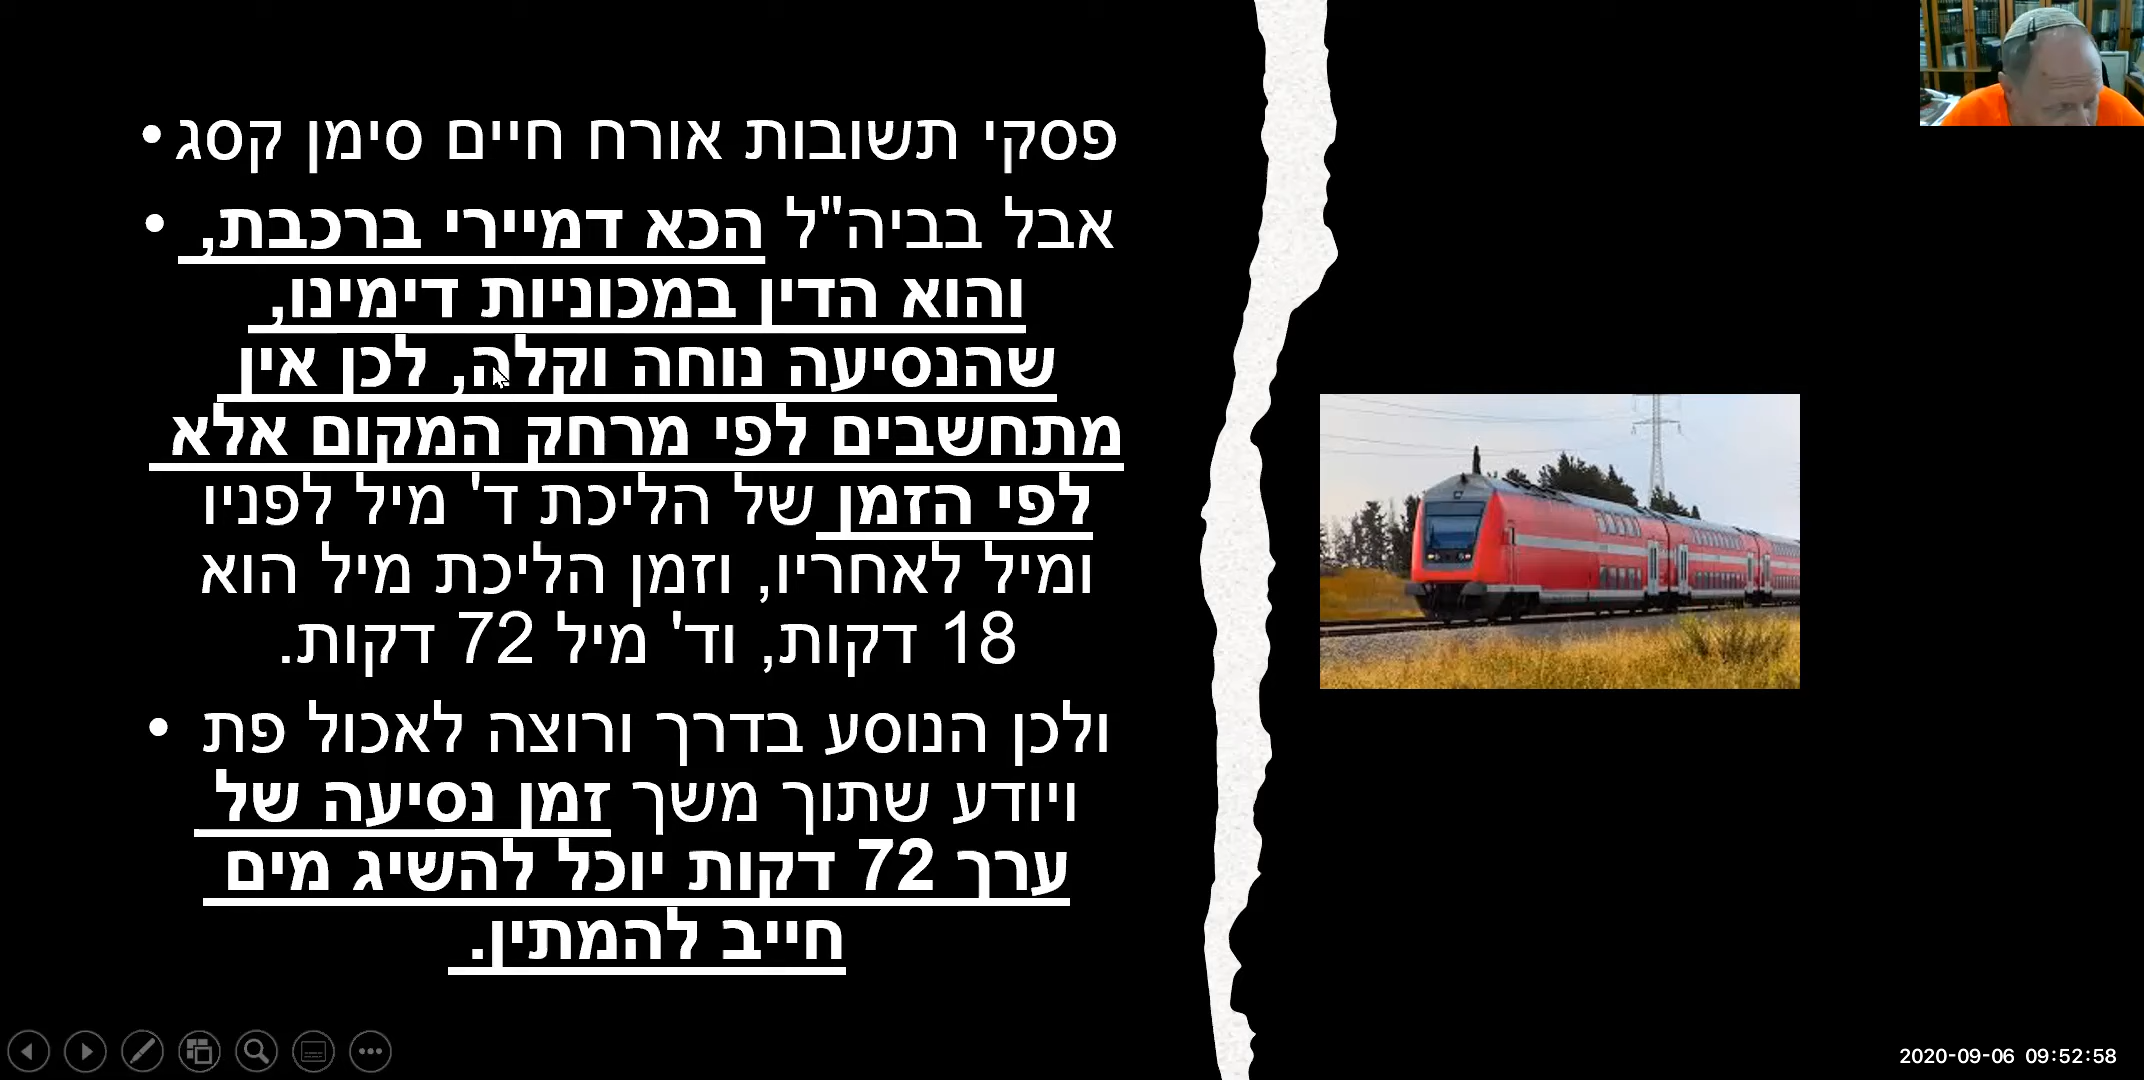 פסקי תשובות אורח חיים סימן קסג
אבל בביה"ל הכא דמיירי ברכבת,
והוא הדין במכוניות דימינו,
שהנסיעה נוחה וקלה, לכן אין
מתחשבים לפי מרחק המקום אלא
לפי הזמן של הליכת ד' מיל לפניו
ומיל לאחריו, וזמן הליכת מיל הוא
18 דקות, וד' מיל 72 דקות.
ולכן הנוסע בדרך ורוצה לאכול פת
ויודע שתוך משך זמן נסיעה של
ערך 72 דקות יוכל להשיג מים
חייב להמתין.
2020-09-06 09:52:58